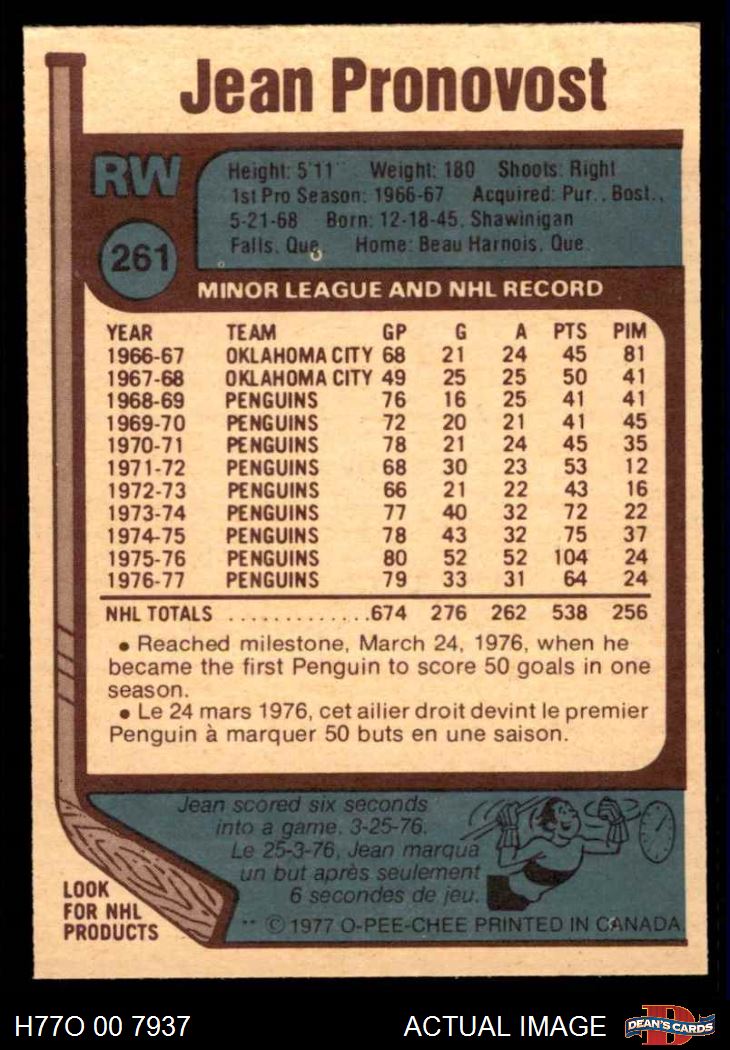 Jean Pronovost
RW
Height: 5'11" Weight: 180 Shoots: Right
1st Pro Season: 1966-67 Acquired: Pur., Bost.,
5-21-68 Born: 12-18-45, Shawinigan
Falls, Que. Home: Beau Harnois, Que
261
MINOR LEAGUE AND NHL RECORD
YEAR TEAM GP G A PTS PIM
1966-67 OKLAHOMA CITY 68 21 24 45 81
1967-68 OKLAHOMA CITY 49 25 25 50 41
1968-69 PENGUINS 76 16 25 41 41
1969-70 PENGUINS 72 20 21 41 45
1970-71 PENGUINS 78 21 24 45 35
1971-72 PENGUINS 68 30 23 53 12
1972-73 PENGUINS 66 21 22 43 16
1973-74 PENGUINS 77 40 32 72 22
1974-75 PENGUINS 78 43 32 75 37
1975-76 PENGUINS 80 52 52 104 24
1976-77 PENGUINS 79 33 31 64 24
NHL TOTALS .............674 276 262 538 256
• Reached milestone, March 24, 1976, when he
became the first Penguin to score 50 goals in one
season.
• Le 24 mars 1976, cet ailier droit devint le premier
Penguin à marquer 50 buts en une saison.
Jean scored six seconds
into a game, 3-25-76.
Le 25-3-76, Jean marqua
un but après seulement
6 secondes de jeu.
LOOK
FOR NHL
PRODUCTS
** © 1977 O-PEE-CHEE PRINTED IN CANADA
H77O 00 7937 ACTUAL IMAGE
D
DEAN'S CARDS